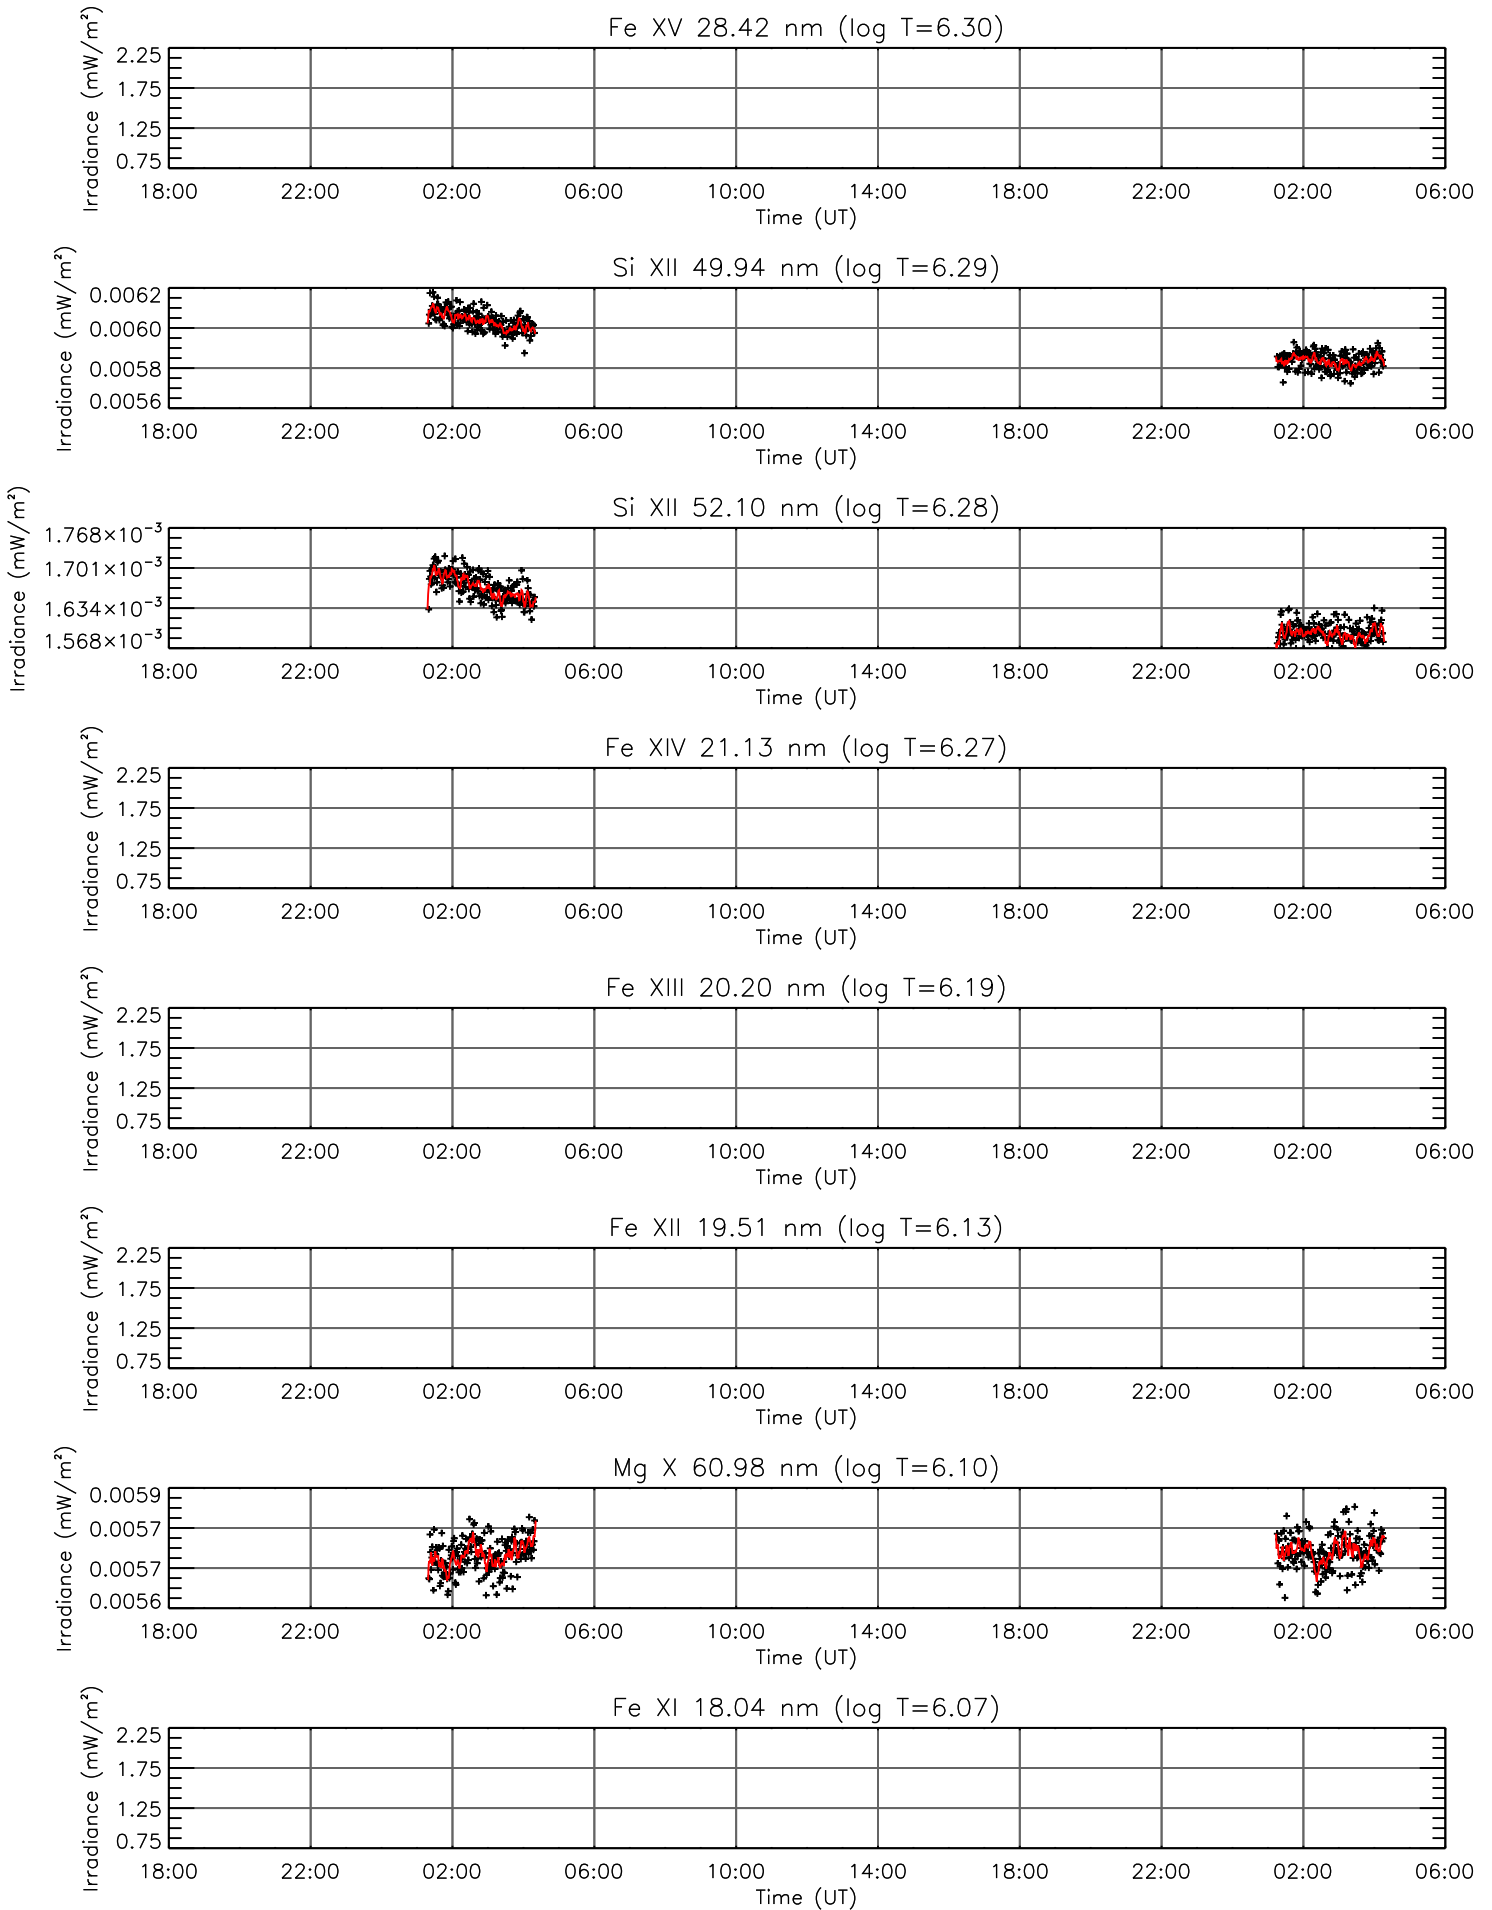 Fe XV 28.42 nm (log T=6.30)
Irradiance (mW/m²)
2.25
1.75
1.25
0.75
18:00 22:00 02:00 06:00 10:00 14:00 18:00 22:00 02:00 06:00
Time (UT)
Si XII 49.94 nm (log T=6.29)
Irradiance (mW/m²)
0.0062
0.0060
0.0058
0.0056
18:00 22:00 02:00 06:00 10:00 14:00 18:00 22:00 02:00 06:00
Time (UT)
Si XII 52.10 nm (log T=6.28)
Irradiance (mW/m²)
1.768×10⁻³
1.701×10⁻³
1.634×10⁻³
1.568×10⁻³
18:00 22:00 02:00 06:00 10:00 14:00 18:00 22:00 02:00 06:00
Time (UT)
Fe XIV 21.13 nm (log T=6.27)
Irradiance (mW/m²)
2.25
1.75
1.25
0.75
18:00 22:00 02:00 06:00 10:00 14:00 18:00 22:00 02:00 06:00
Time (UT)
Fe XIII 20.20 nm (log T=6.19)
Irradiance (mW/m²)
2.25
1.75
1.25
0.75
18:00 22:00 02:00 06:00 10:00 14:00 18:00 22:00 02:00 06:00
Time (UT)
Fe XII 19.51 nm (log T=6.13)
Irradiance (mW/m²)
2.25
1.75
1.25
0.75
18:00 22:00 02:00 06:00 10:00 14:00 18:00 22:00 02:00 06:00
Time (UT)
Mg X 60.98 nm (log T=6.10)
Irradiance (mW/m²)
0.0059
0.0057
0.0057
0.0056
18:00 22:00 02:00 06:00 10:00 14:00 18:00 22:00 02:00 06:00
Time (UT)
Fe XI 18.04 nm (log T=6.07)
Irradiance (mW/m²)
2.25
1.75
1.25
0.75
18:00 22:00 02:00 06:00 10:00 14:00 18:00 22:00 02:00 06:00
Time (UT)